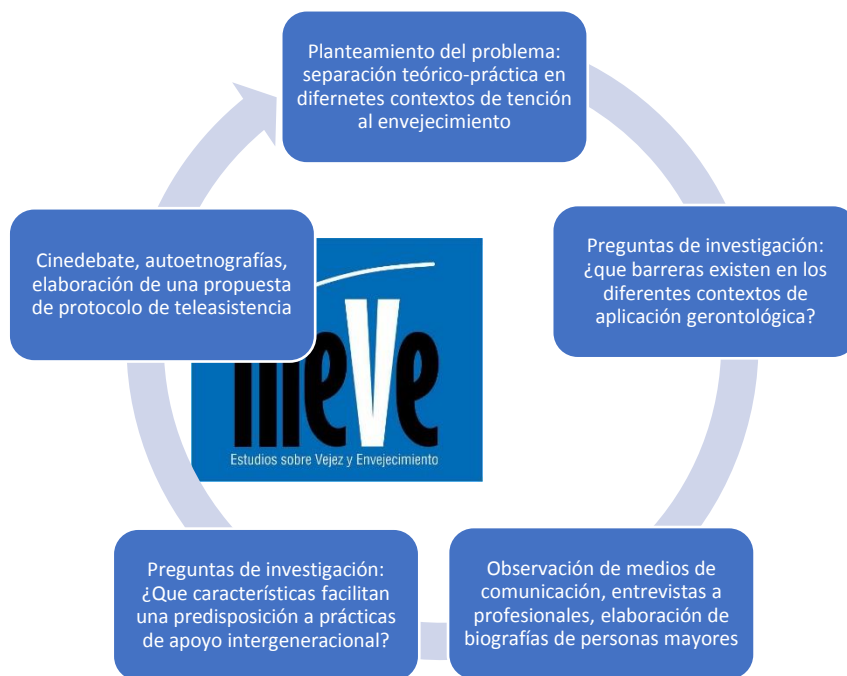 Planteamiento del problema:
separación teórico-práctica en
difernetes contextos de tención
al envejecimiento
Preguntas de investigación:
¿que barreras existen en los
diferentes contextos de
aplicación gerontológica?
Observación de medios de
comunicación, entrevistas a
profesionales, elaboración de
biografías de personas mayores
Preguntas de investigación:
¿Que características facilitan
una predisposición a prácticas
de apoyo intergeneracional?
Cinedebate, autoetnografías,
elaboración de una propuesta
de protocolo de teleasistencia
Estudios sobre Vejez y Envejecimiento